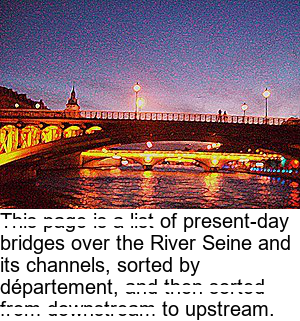 This page is a list of present-day
bridges over the River Seine and
its channels, sorted by
département, and then sorted
from downstream to upstream.